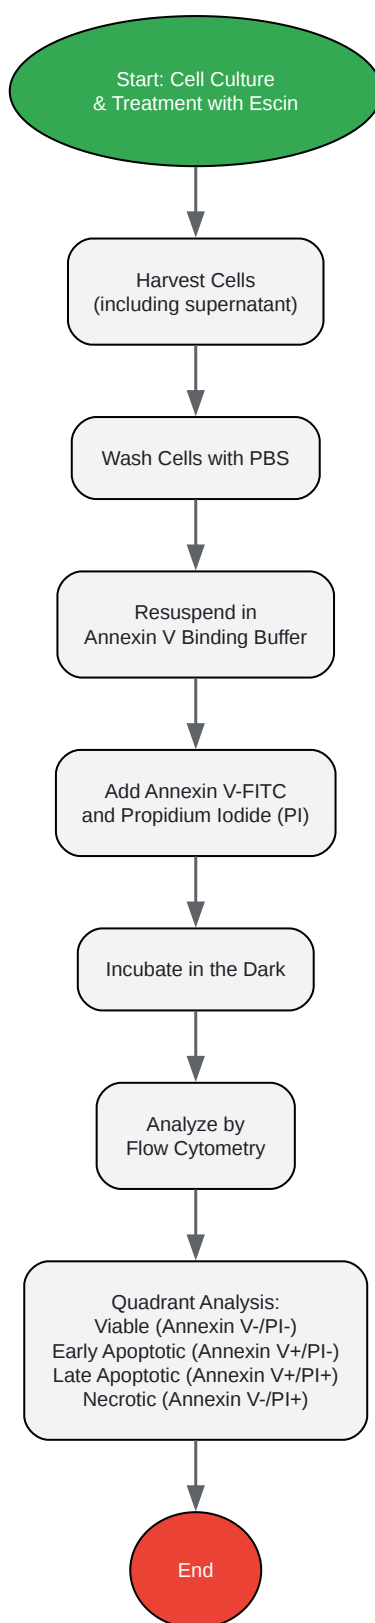 Start: Cell Culture
& Treatment with Escin
Harvest Cells
(including supernatant)
Wash Cells with PBS
Resuspend in
Annexin V Binding Buffer
Add Annexin V-FITC
and Propidium Iodide (PI)
Incubate in the Dark
Analyze by
Flow Cytometry
Quadrant Analysis:
Viable (Annexin V-/PI-)
Early Apoptotic (Annexin V+/PI-)
Late Apoptotic (Annexin V+/PI+)
Necrotic (Annexin V-/PI+)
End